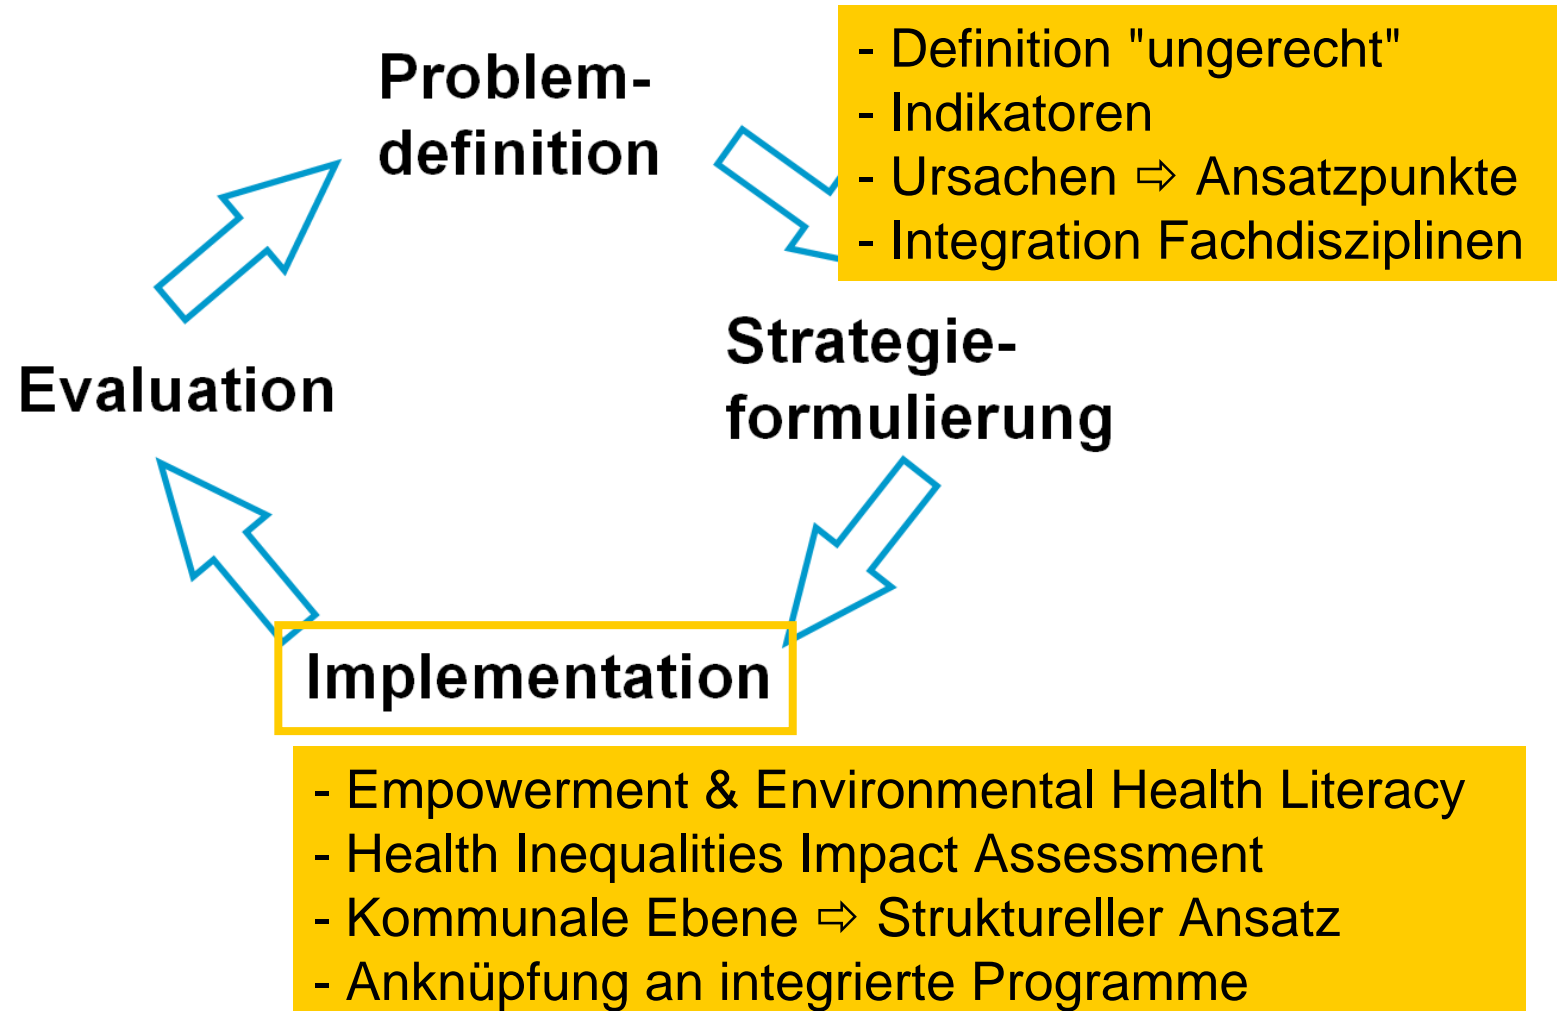 Problem-
definition
- Definition "ungerecht"
- Indikatoren
- Ursachen ⇨ Ansatzpunkte
- Integration Fachdisziplinen
Strategie-
formulierung
Evaluation
Implementation
- Empowerment & Environmental Health Literacy
- Health Inequalities Impact Assessment
- Kommunale Ebene ⇨ Struktureller Ansatz
- Anknüpfung an integrierte Programme